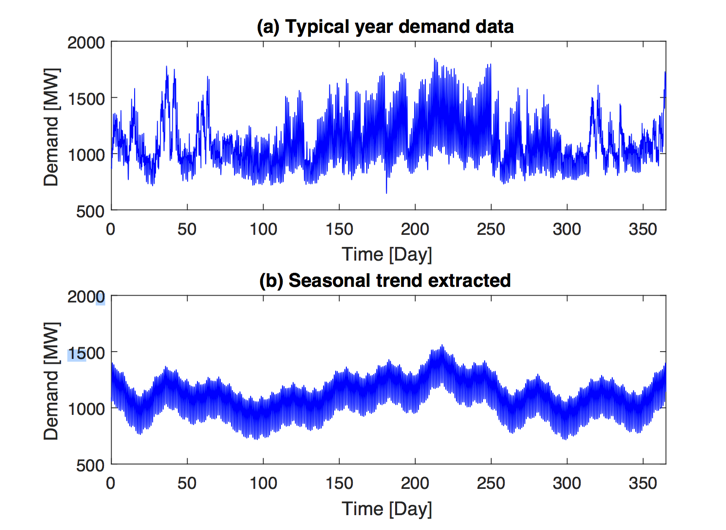 (a) Typical year demand data
2000
1500
1000
500
Demand [MW]
0 50 100 150 200 250 300 350
Time [Day]
(b) Seasonal trend extracted
2000
1500
1000
500
Demand [MW]
0 50 100 150 200 250 300 350
Time [Day]